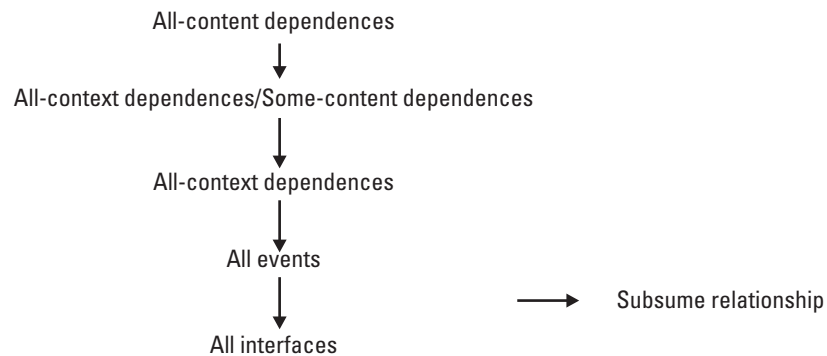 All-content dependences
All-context dependences/Some-content dependences
All-context dependences
All events
Subsume relationship
All interfaces